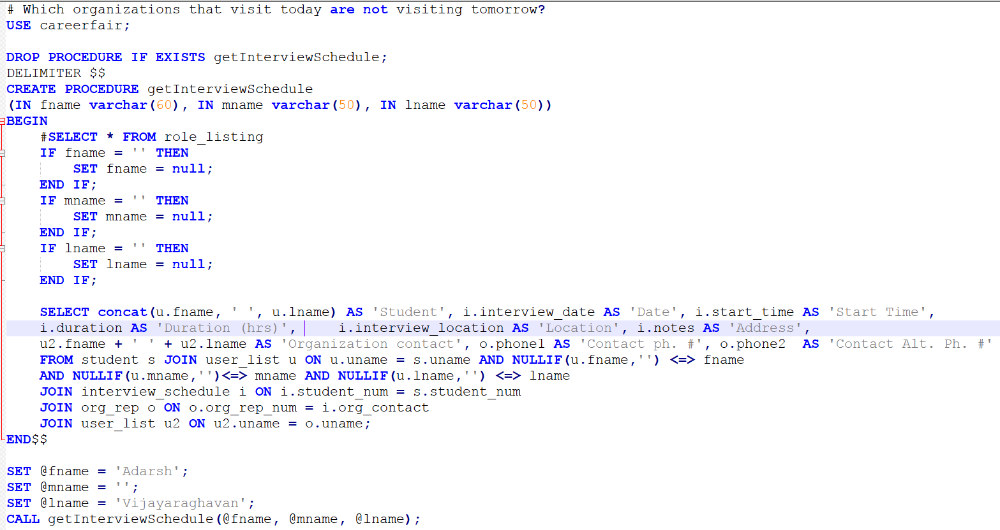 # Which organizations that visit today are not visiting tomorrow?
USE careerfair;
DROP PROCEDURE IF EXISTS getInterviewSchedule;
DELIMITER $$
CREATE PROCEDURE getInterviewSchedule
(IN fname varchar(60), IN mname varchar(50), IN lname varchar(50))
BEGIN
#SELECT * FROM role_listing
IF fname = '' THEN
SET fname = null;
END IF;
IF mname = '' THEN
SET mname = null;
END IF;
IF lname = '' THEN
SET lname = null;
END IF;
SELECT concat(u.fname, ' ', u.lname) AS 'Student', i.interview_date AS 'Date', i.start_time AS 'Start Time',
i.duration AS 'Duration (hrs)', i.interview_location AS 'Location', i.notes AS 'Address',
u2.fname + ' ' + u2.lname AS 'Organization contact', o.phone1 AS 'Contact ph. #', o.phone2  AS 'Contact Alt. Ph. #'
FROM student s JOIN user_list u ON u.uname = s.uname AND NULLIF(u.fname,'') <=> fname
AND NULLIF(u.mname,'')<=> mname AND NULLIF(u.lname,'') <=> lname
JOIN interview_schedule i ON i.student_num = s.student_num
JOIN org_rep o ON o.org_rep_num = i.org_contact
JOIN user_list u2 ON u2.uname = o.uname;
END$$
SET @fname = 'Adarsh';
SET @mname = '';
SET @lname = 'Vijayaraghavan';
CALL getInterviewSchedule(@fname, @mname, @lname);